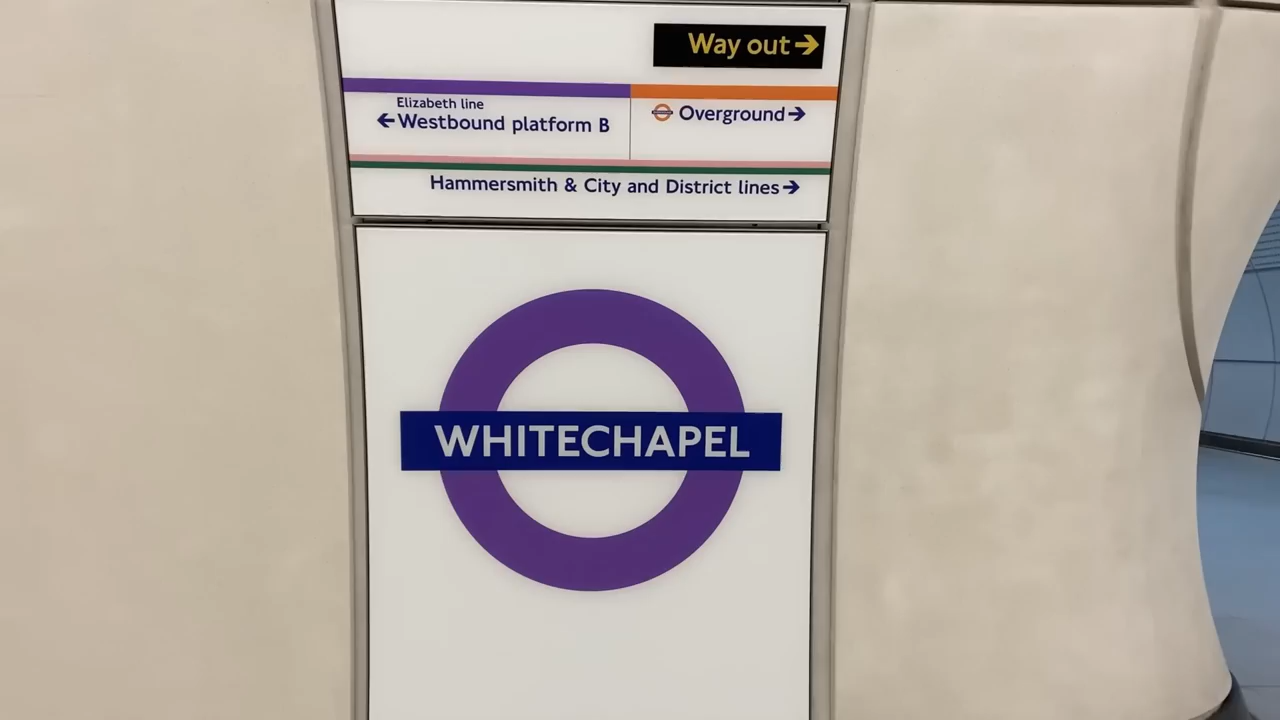 Way out→
Elizabeth line
←Westbound platform B
Overground→
Hammersmith & City and District lines→
WHITECHAPEL